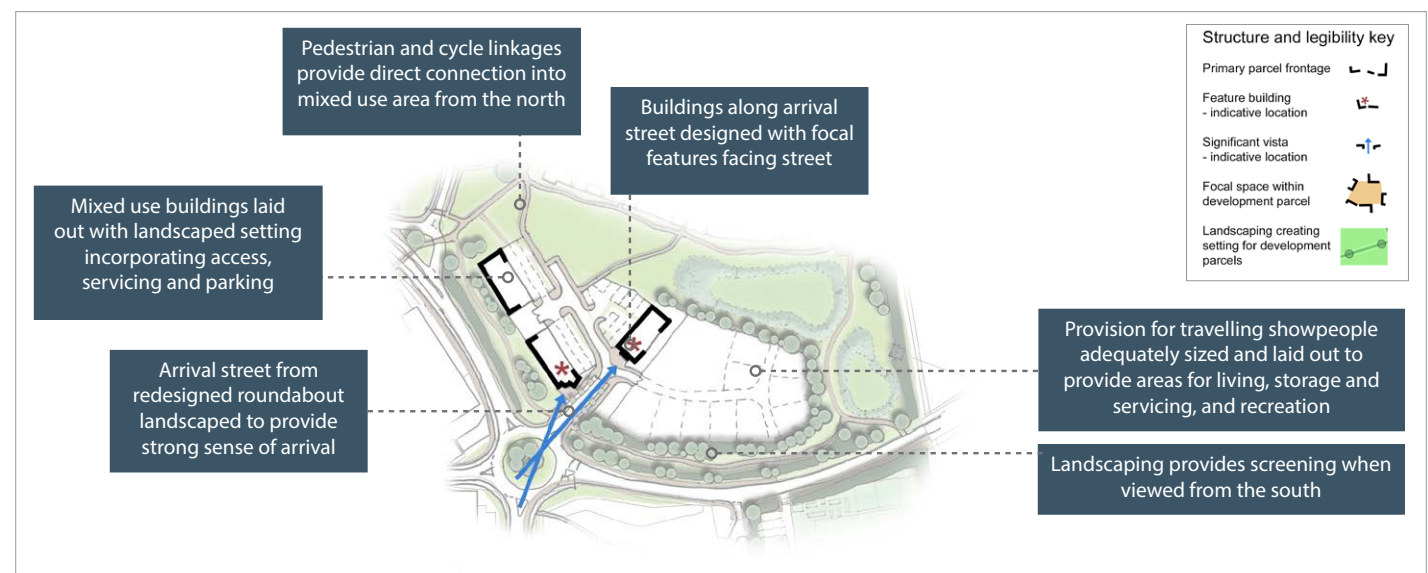 Pedestrian and cycle linkages
provide direct connection into
mixed use area from the north
Buildings along arrival
street designed with focal
features facing street
Mixed use buildings laid
out with landscaped setting
incorporating access,
servicing and parking
Arrival street from
redesigned roundabout
landscaped to provide
strong sense of arrival
Provision for travelling showpeople
adequately sized and laid out to
provide areas for living, storage and
servicing, and recreation
Landscaping provides screening when
viewed from the south
Structure and legibility key
Primary parcel frontage
Feature building
- indicative location
Significant vista
- indicative location
Focal space within
development parcel
Landscaping creating
setting for development
parcels